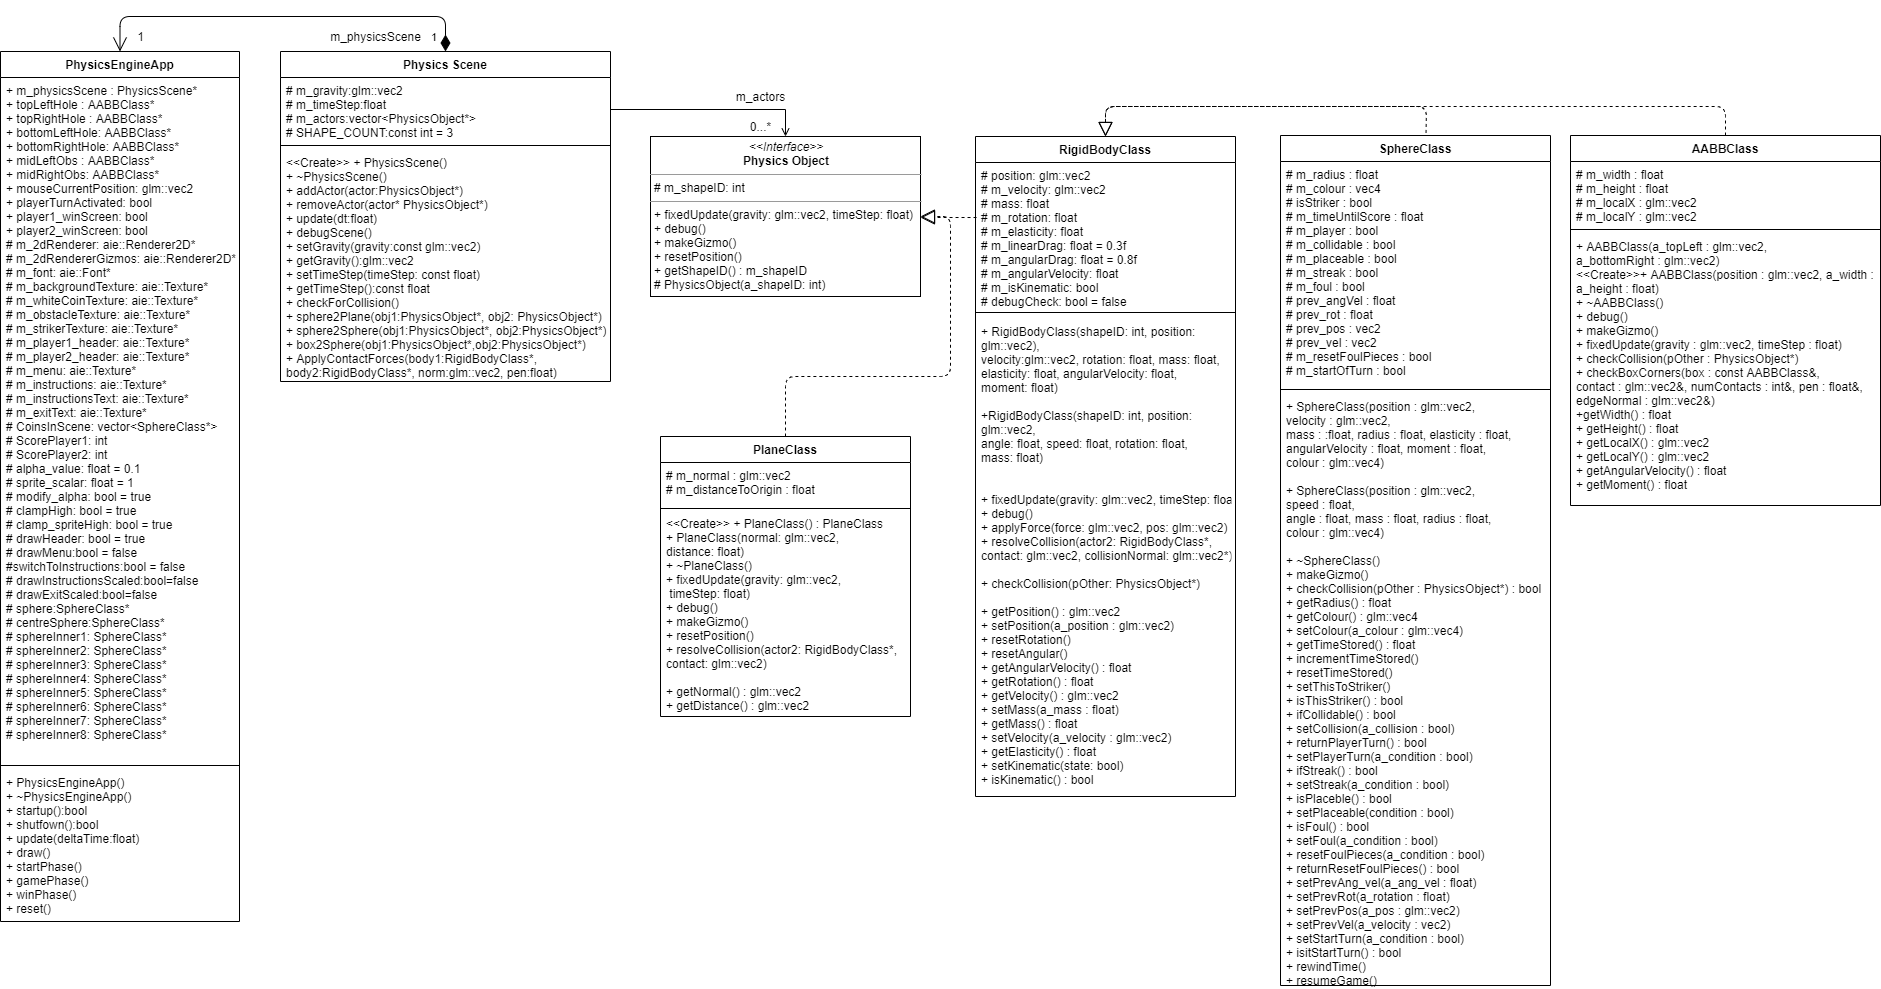 1
m_physicsScene
1
PhysicsEngineApp
+ m_physicsScene : PhysicsScene*
+ topLeftHole : AABBClass*
+ topRightHole : AABBClass*
+ bottomLeftHole: AABBClass*
+ bottomRightHole: AABBClass*
+ midLeftObs : AABBClass*
+ midRightObs: AABBClass*
+ mouseCurrentPosition: glm::vec2
+ playerTurnActivated: bool
+ player1_winScreen: bool
+ player2_winScreen: bool
# m_2dRenderer: aie::Renderer2D*
# m_2dRendererGizmos: aie::Renderer2D*
# m_font: aie::Font*
# m_backgroundTexture: aie::Texture*
# m_whiteCoinTexture: aie::Texture*
# m_obstacleTexture: aie::Texture*
# m_strikerTexture: aie::Texture*
# m_player1_header: aie::Texture*
# m_player2_header: aie::Texture*
# m_menu: aie::Texture*
# m_instructions: aie::Texture*
# m_instructionsText: aie::Texture*
# m_exitText: aie::Texture*
# CoinsInScene: vector<SphereClass*>
# ScorePlayer1: int
# ScorePlayer2: int
# alpha_value: float = 0.1
# sprite_scalar: float = 1
# modify_alpha: bool = true
# clampHigh: bool = true
# clamp_spriteHigh: bool = true
# drawHeader: bool = true
# drawMenu:bool = false
#switchToInstructions:bool = false
# drawInstructionsScaled:bool=false
# drawExitScaled:bool=false
# sphere:SphereClass*
# centreSphere:SphereClass*
# sphereInner1: SphereClass*
# sphereInner2: SphereClass*
# sphereInner3: SphereClass*
# sphereInner4: SphereClass*
# sphereInner5: SphereClass*
# sphereInner6: SphereClass*
# sphereInner7: SphereClass*
# sphereInner8: SphereClass*
+ PhysicsEngineApp()
+ ~PhysicsEngineApp()
+ startup():bool
+ shutfown():bool
+ update(deltaTime:float)
+ draw()
+ startPhase()
+ gamePhase()
+ winPhase()
+ reset()
Physics Scene
# m_gravity:glm::vec2
# m_timeStep:float
# m_actors:vector<PhysicsObject*>
# SHAPE_COUNT:const int = 3
<<Create>> + PhysicsScene()
+ ~PhysicsScene()
+ addActor(actor:PhysicsObject*)
+ removeActor(actor* PhysicsObject*)
+ update(dt:float)
+ debugScene()
+ setGravity(gravity:const glm::vec2)
+ getGravity():glm::vec2
+ setTimeStep(timeStep: const float)
+ getTimeStep():const float
+ checkForCollision()
+ sphere2Plane(obj1:PhysicsObject*, obj2: PhysicsObject*)
+ sphere2Sphere(obj1:PhysicsObject*, obj2:PhysicsObject*)
+ box2Sphere(obj1:PhysicsObject*,obj2:PhysicsObject*)
+ ApplyContactForces(body1:RigidBodyClass*,
body2:RigidBodyClass*, norm:glm::vec2, pen:float)
m_actors
0...*
<<Interface>>
Physics Object
# m_shapeID: int
+ fixedUpdate(gravity: glm::vec2, timeStep: float)
+ debug()
+ makeGizmo()
+ resetPosition()
+ getShapeID() : m_shapeID
# PhysicsObject(a_shapeID: int)
PlaneClass
# m_normal : glm::vec2
# m_distanceToOrigin : float
<<Create>> + PlaneClass() : PlaneClass
+ PlaneClass(normal: glm::vec2,
distance: float)
+ ~PlaneClass()
+ fixedUpdate(gravity: glm::vec2,
timeStep: float)
+ debug()
+ makeGizmo()
+ resetPosition()
+ resolveCollision(actor2: RigidBodyClass*,
contact: glm::vec2)
+ getNormal() : glm::vec2
+ getDistance() : glm::vec2
RigidBodyClass
# position: glm::vec2
# m_velocity: glm::vec2
# mass: float
# m_rotation: float
# m_elasticity: float
# m_linearDrag: float = 0.3f
# m_angularDrag: float = 0.8f
# m_angularVelocity: float
# m_isKinematic: bool
# debugCheck: bool = false
+ RigidBodyClass(shapeID: int, position:
glm::vec2),
velocity:glm::vec2, rotation: float, mass: float,
elasticity: float, angularVelocity: float,
moment: float)
+RigidBodyClass(shapeID: int, position:
glm::vec2,
angle: float, speed: float, rotation: float,
mass: float)
+ fixedUpdate(gravity: glm::vec2, timeStep: floa
+ debug()
+ applyForce(force: glm::vec2, pos: glm::vec2)
+ resolveCollision(actor2: RigidBodyClass*,
contact: glm::vec2, collisionNormal: glm::vec2*)
+ checkCollision(pOther: PhysicsObject*)
+ getPosition() : glm::vec2
+ setPosition(a_position : glm::vec2)
+ resetRotation()
+ resetAngular()
+ getAngularVelocity() : float
+ getRotation() : float
+ getVelocity() : glm::vec2
+ setMass(a_mass : float)
+ getMass() : float
+ setVelocity(a_velocity : glm::vec2)
+ getElasticity() : float
+ setKinematic(state: bool)
+ isKinematic() : bool
SphereClass
# m_radius : float
# m_colour : vec4
# isStriker : bool
# m_timeUntilScore : float
# m_player : bool
# m_collidable : bool
# m_placeable : bool
# m_streak : bool
# m_foul : bool
# prev_angVel : float
# prev_rot : float
# prev_pos : vec2
# prev_vel : vec2
# m_resetFoulPieces : bool
# m_startOfTurn : bool
+ SphereClass(position : glm::vec2,
velocity : glm::vec2,
mass : :float, radius : float, elasticity : float,
angularVelocity : float, moment : float,
colour : glm::vec4)
+ SphereClass(position : glm::vec2,
speed : float,
angle : float, mass : float, radius : float,
colour : glm::vec4)
+ ~SphereClass()
+ makeGizmo()
+ checkCollision(pOther : PhysicsObject*) : bool
+ getRadius() : float
+ getColour() : glm::vec4
+ setColour(a_colour : glm::vec4)
+ getTimeStored() : float
+ incrementTimeStored()
+ resetTimeStored()
+ setThisToStriker()
+ isThisStriker() : bool
+ ifCollidable() : bool
+ setCollision(a_collision : bool)
+ returnPlayerTurn() : bool
+ setPlayerTurn(a_condition : bool)
+ ifStreak() : bool
+ setStreak(a_condition : bool)
+ isPlaceble() : bool
+ setPlaceable(condition : bool)
+ isFoul() : bool
+ setFoul(a_condition : bool)
+ resetFoulPieces(a_condition : bool)
+ returnResetFoulPieces() : bool
+ setPrevAng_vel(a_ang_vel : float)
+ setPrevRot(a_rotation : float)
+ setPrevPos(a_pos : glm::vec2)
+ setPrevVel(a_velocity : vec2)
+ setStartTurn(a_condition : bool)
+ isitStartTurn() : bool
+ rewindTime()
+ resumeGame()
AABBClass
# m_width : float
# m_height : float
# m_localX : glm::vec2
# m_localY : glm::vec2
+ AABBClass(a_topLeft : glm::vec2,
a_bottomRight : glm::vec2)
<<Create>>+ AABBClass(position : glm::vec2, a_width :
a_height : float)
+ ~AABBClass()
+ debug()
+ makeGizmo()
+ fixedUpdate(gravity : glm::vec2, timeStep : float)
+ checkCollision(pOther : PhysicsObject*)
+ checkBoxCorners(box : const AABBClass&,
contact : glm::vec2&, numContacts : int&, pen : float&,
edgeNormal : glm::vec2&)
+getWidth() : float
+ getHeight() : float
+ getLocalX() : glm::vec2
+ getLocalY() : glm::vec2
+ getAngularVelocity() : float
+ getMoment() : float